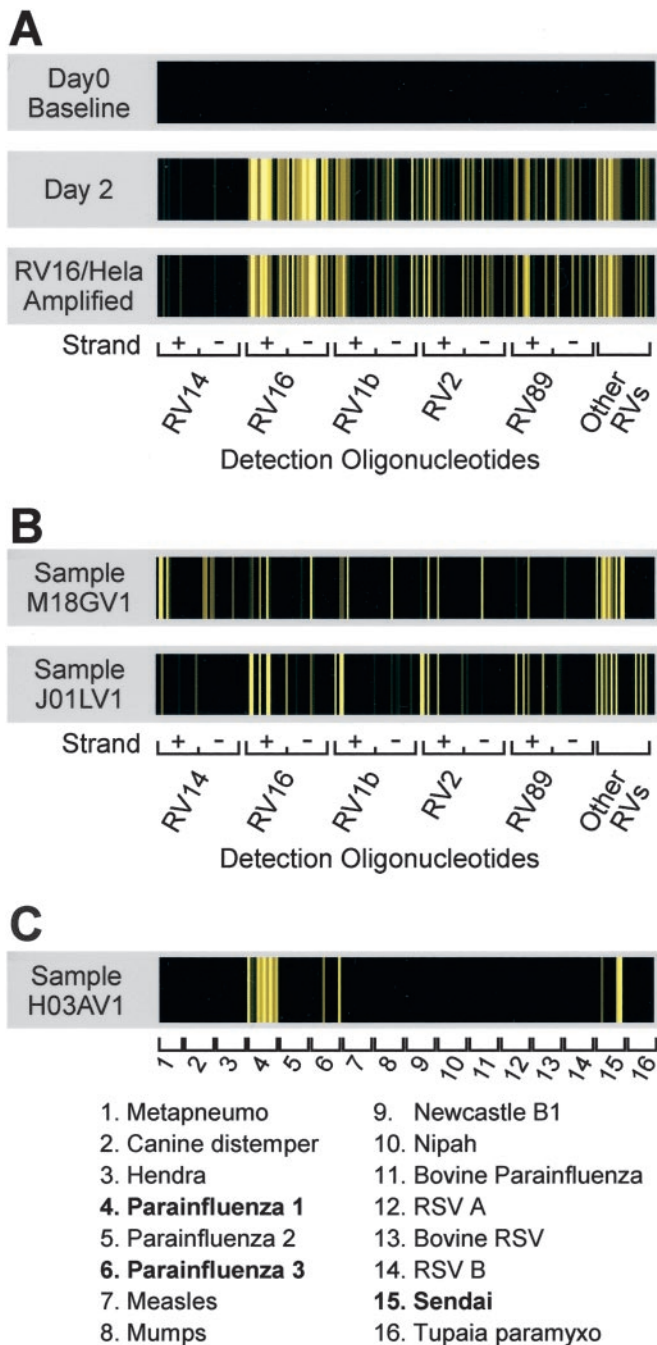 A
Day0
Baseline
Day 2
RV16/Hela
Amplified
Strand + - + - + - + - + -
RV14 RV16 RV1b RV2 RV89 Other RVs
Detection Oligonucleotides
B
Sample
M18GV1
Sample
J01LV1
Strand + - + - + - + - + -
RV14 RV16 RV1b RV2 RV89 Other RVs
Detection Oligonucleotides
C
Sample
H03AV1
1 2 3 4 5 6 7 8 9 10 11 12 13 14 15 16
1. Metapneumo
2. Canine distemper
3. Hendra
4. Parainfluenza 1
5. Parainfluenza 2
6. Parainfluenza 3
7. Measles
8. Mumps
9. Newcastle B1
10. Nipah
11. Bovine Parainfluenza
12. RSV A
13. Bovine RSV
14. RSV B
15. Sendai
16. Tupaia paramyxo